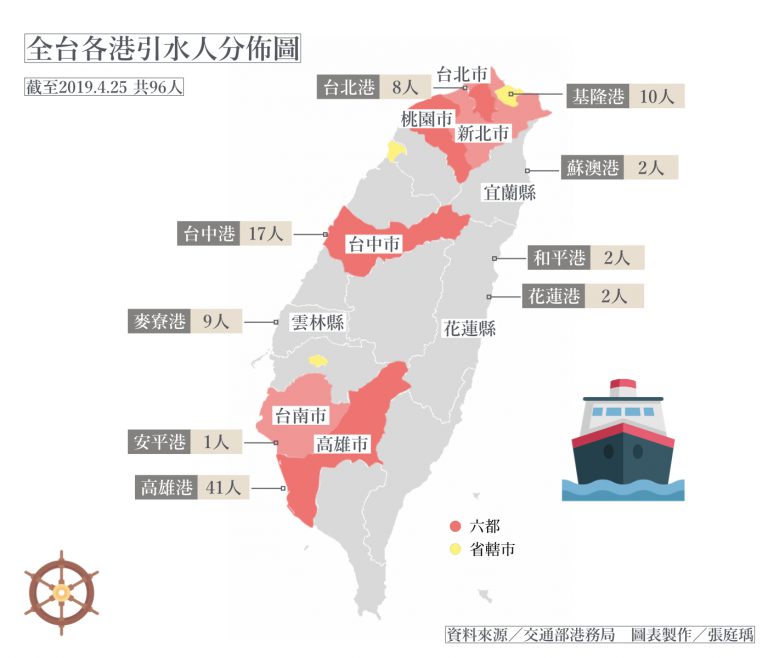 全台各港引水人分佈圖
截至2019.4.25 共96人
台北市
台北港 8人
基隆港 10人
桃園市
新北市
蘇澳港 2人
宜蘭縣
台中港 17人
台中市
和平港 2人
花蓮港 2人
麥寮港 9人
雲林縣
花蓮縣
台南市
安平港 1人
高雄市
高雄港 41人
六都
省轄市
資料來源／交通部港務局 圖表製作／張庭瑀